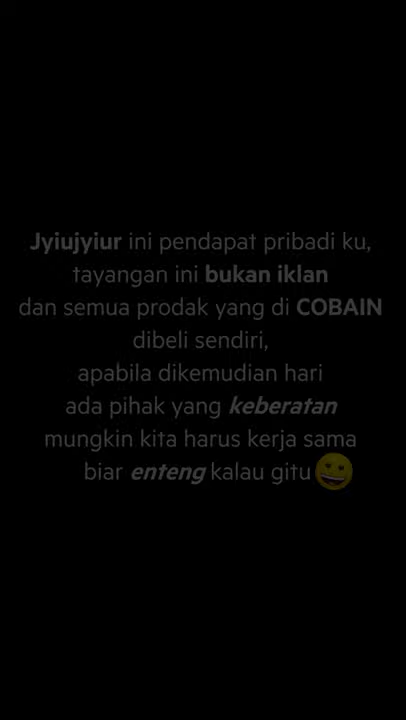 Jyiujyiur ini pendapat pribadi ku,
tayangan ini bukan iklan
dan semua prodak yang di COBAIN
dibeli sendiri,
apabila dikemudian hari
ada pihak yang keberatan
mungkin kita harus kerja sama
biar enteng kalau gitu😀